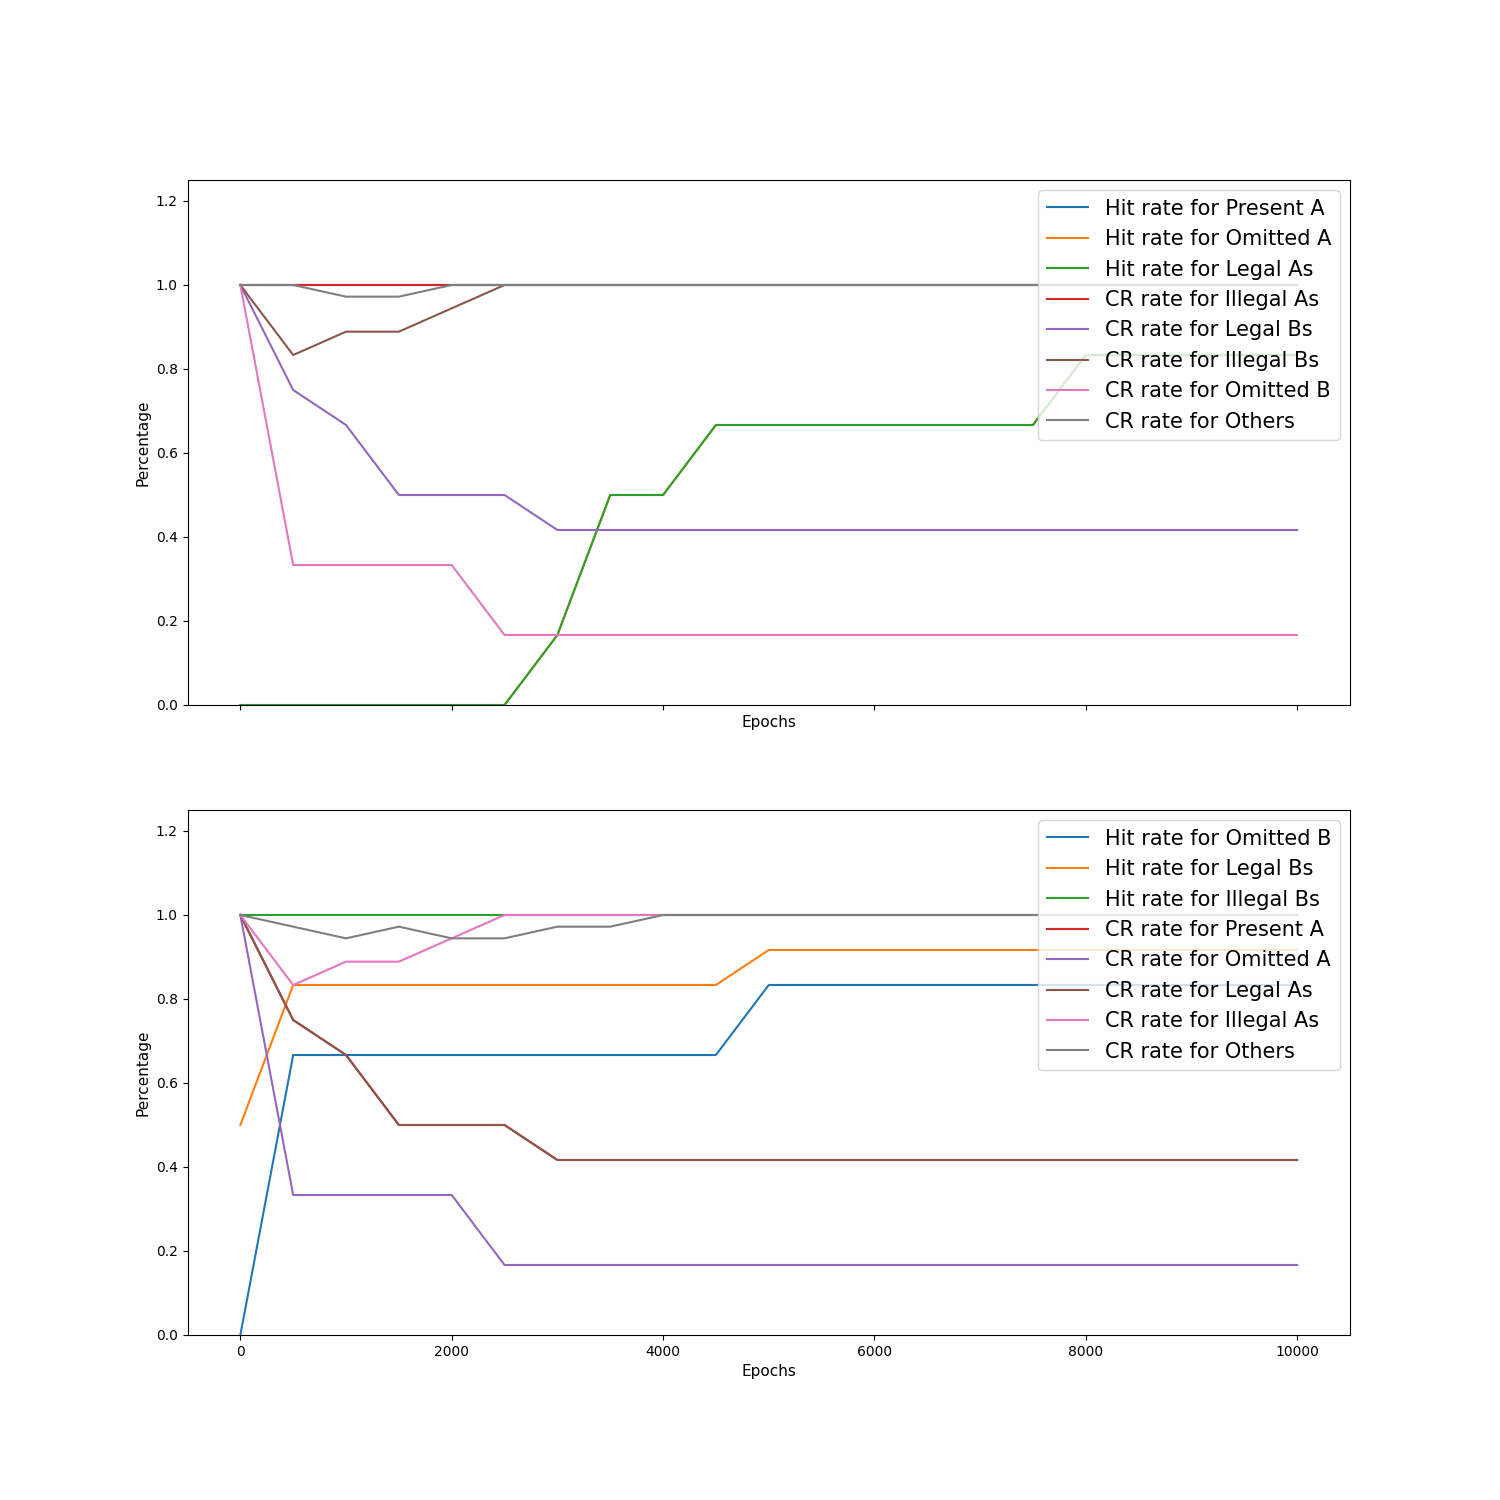 1.2
1.0
0.8
0.6
0.4
0.2
0.0
Percentage
Epochs
Hit rate for Present A
Hit rate for Omitted A
Hit rate for Legal As
CR rate for Illegal As
CR rate for Legal Bs
CR rate for Illegal Bs
CR rate for Omitted B
CR rate for Others
1.2
1.0
0.8
0.6
0.4
0.2
0.0
Percentage
0 2000 4000 6000 8000 10000
Epochs
Hit rate for Omitted B
Hit rate for Legal Bs
Hit rate for Illegal Bs
CR rate for Present A
CR rate for Omitted A
CR rate for Legal As
CR rate for Illegal As
CR rate for Others